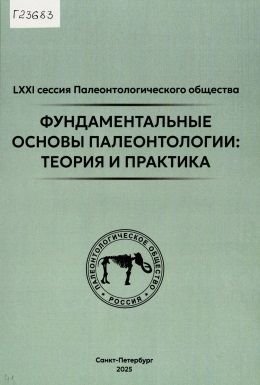 Г23683
LXXI сессия Палеонтологического общества
ФУНДАМЕНТАЛЬНЫЕ
ОСНОВЫ ПАЛЕОНТОЛОГИИ:
ТЕОРИЯ И ПРАКТИКА
ПАЛЕОНТОЛОГИЧЕСКОЕ ОБЩЕСТВО
РОССИЯ
Санкт-Петербург
2025